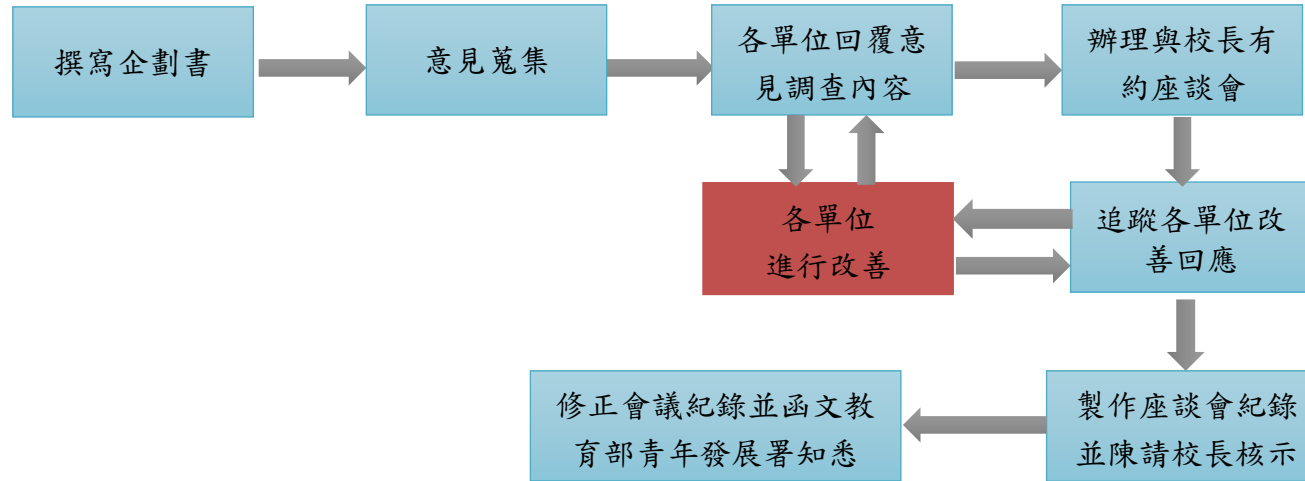 撰寫企劃書
意見蒐集
各單位回覆意
見調查內容
辦理與校長有
約座談會
各單位
進行改善
追蹤各單位改
善回應
製作座談會紀錄
並陳請校長核示
修正會議紀錄並函文教
育部青年發展署知悉